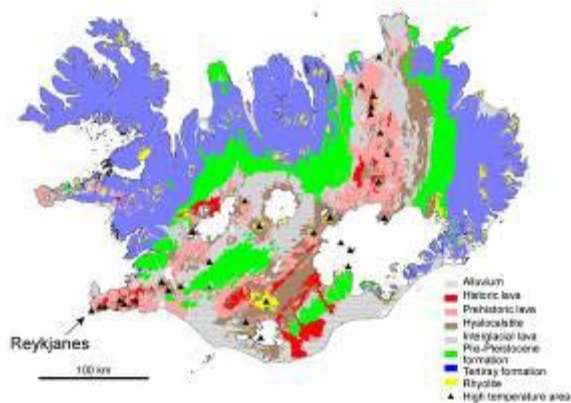 Alluvium
Historic lava
Prehistoric lava
Hyaloclastite
Interglacial lava
Plio-Pleistocene
formation
Tertiray formation
Rhyolite
High temperature area
Reykjanes
100 km